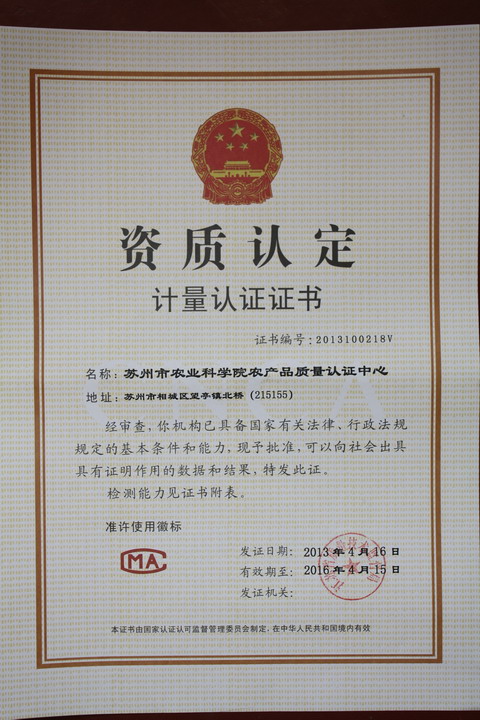 资质认定
计量认证证书
证书编号:2013100218V
名称:苏州市农业科学院农产品质量认证中心
地址:苏州市相城区望亭镇北桥(215155)
经审查,你机构已具备国家有关法律、行政法规
规定的基本条件和能力,现予批准,可以向社会出具
具有证明作用的数据和结果,特发此证。
检测能力见证书附表。
准许使用徽标
CMA
发证日期:2013年4月16日
有效期至:2016年4月15日
发证机关:
本证书由国家认证认可监督管理委员会制定,在中华人民共和国境内有效